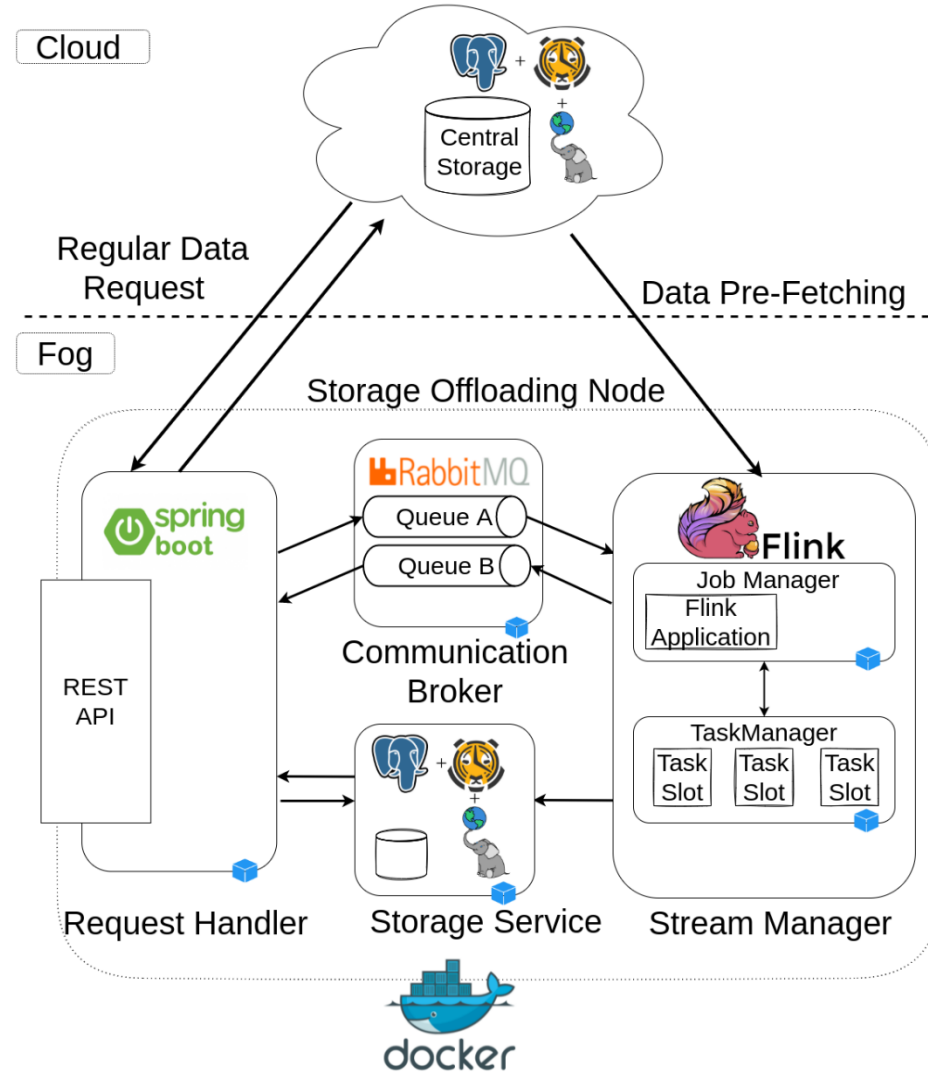 Cloud
Central
Storage
Regular Data
Request
Data Pre-Fetching
Fog
Storage Offloading Node
spring
boot
RabbitMQ
Queue A
Queue B
Communication
Broker
Flink
Job Manager
Flink
Application
REST
API
TaskManager
Task
Slot
Task
Slot
Task
Slot
Request Handler
Storage Service
Stream Manager
docker